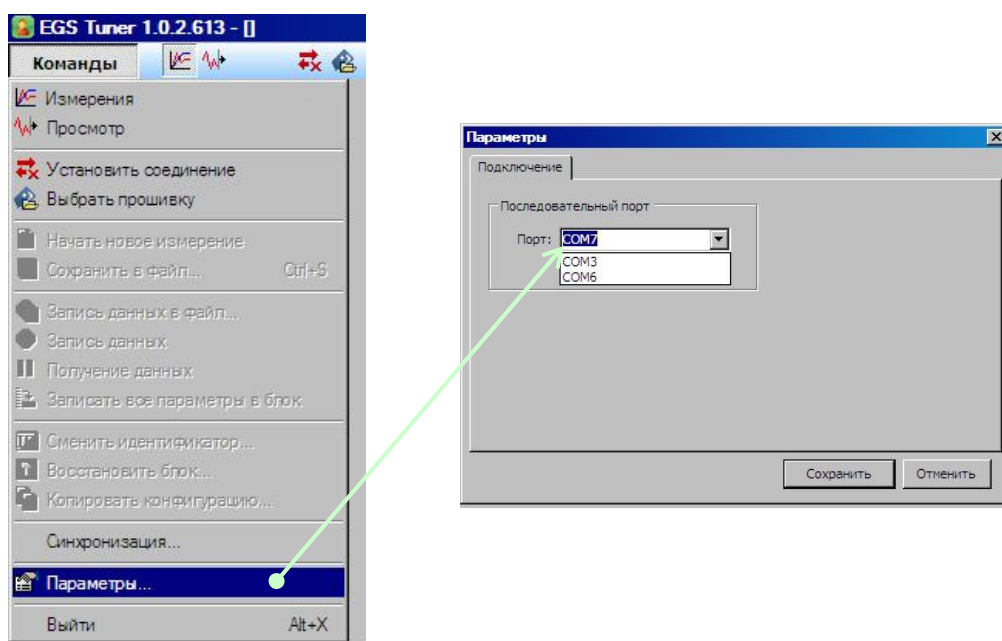 EGS Tuner 1.0.2.613 - []
Команды
Измерения
Просмотр
Установить соединение
Выбрать прошивку
Начать новое измерение
Сохранить в файл... Ctrl+S
Запись данных в файл...
Запись данных
Получение данных
Записать все параметры в блок
Сменить идентификатор...
Восстановить блок...
Копировать конфигурацию...
Синхронизация...
Параметры...
Выйти Alt+X
Параметры
Подключение
Последовательный порт
Порт: COM7
COM3
COM6
Сохранить Отменить